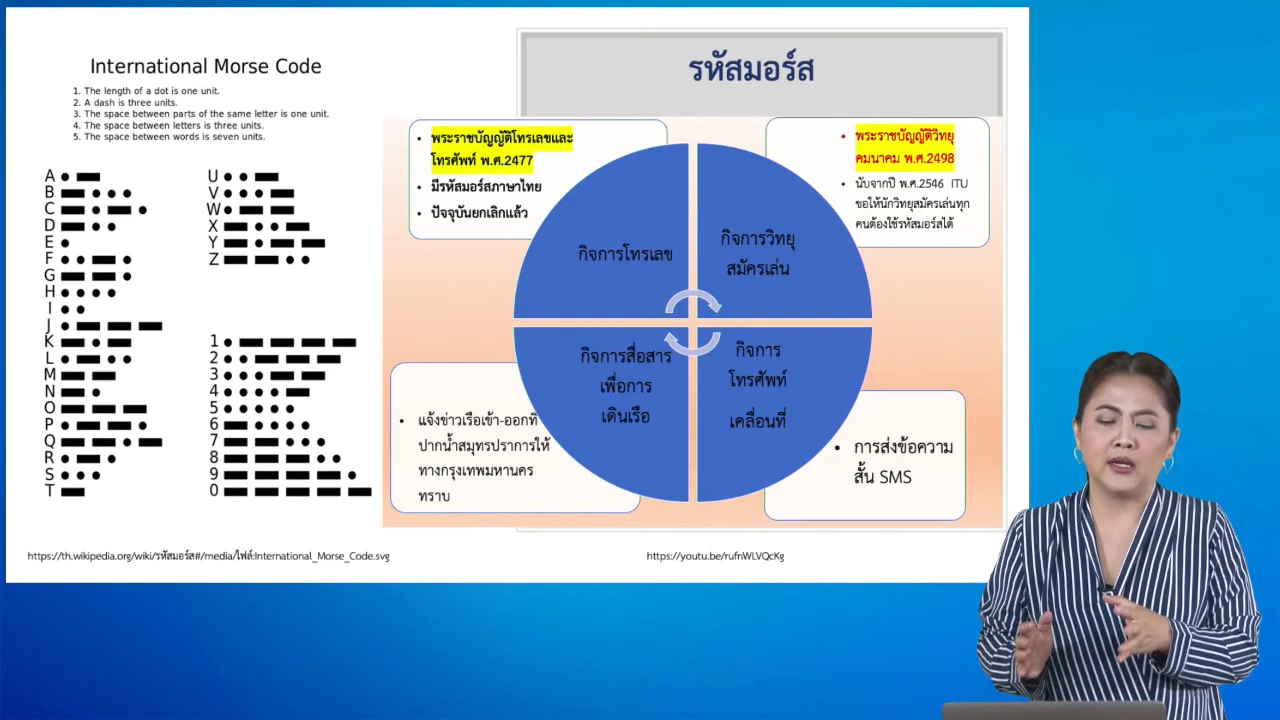 International Morse Code
1. The length of a dot is one unit.
2. A dash is three units.
3. The space between parts of the same letter is one unit.
4. The space between letters is three units.
5. The space between words is seven units.
A
B
C
D
E
F
G
H
I
J
K
L
M
N
O
P
Q
R
S
T
U
V
W
X
Y
Z
1
2
3
4
5
6
7
8
9
0
https://th.wikipedia.org/wiki/รหัสมอร์ส#/media/ไฟล์:International_Morse_Code.svg
รหัสมอร์ส
• พระราชบัญญัติโทรเลขและ
โทรศัพท์ พ.ศ.2477
• มีรหัสมอร์สภาษาไทย
• ปัจจุบันยกเลิกแล้ว
• พระราชบัญญัติวิทยุ
คมนาคม พ.ศ.2498
• นับจากปี พ.ศ.2546 ITU
ขอให้นักวิทยุสมัครเล่นทุก
คนต้องใช้รหัสมอร์สได้
กิจการโทรเลข
กิจการวิทยุ
สมัครเล่น
กิจการสื่อสาร
เพื่อการ
เดินเรือ
กิจการ
โทรศัพท์
เคลื่อนที่
• แจ้งข่าวเรือเข้า-ออกที่
ปากน้ำสมุทรปราการให้
ทางกรุงเทพมหานคร
ทราบ
• การส่งข้อความ
สั้น SMS
https://youtu.be/rufnWLVQcKg